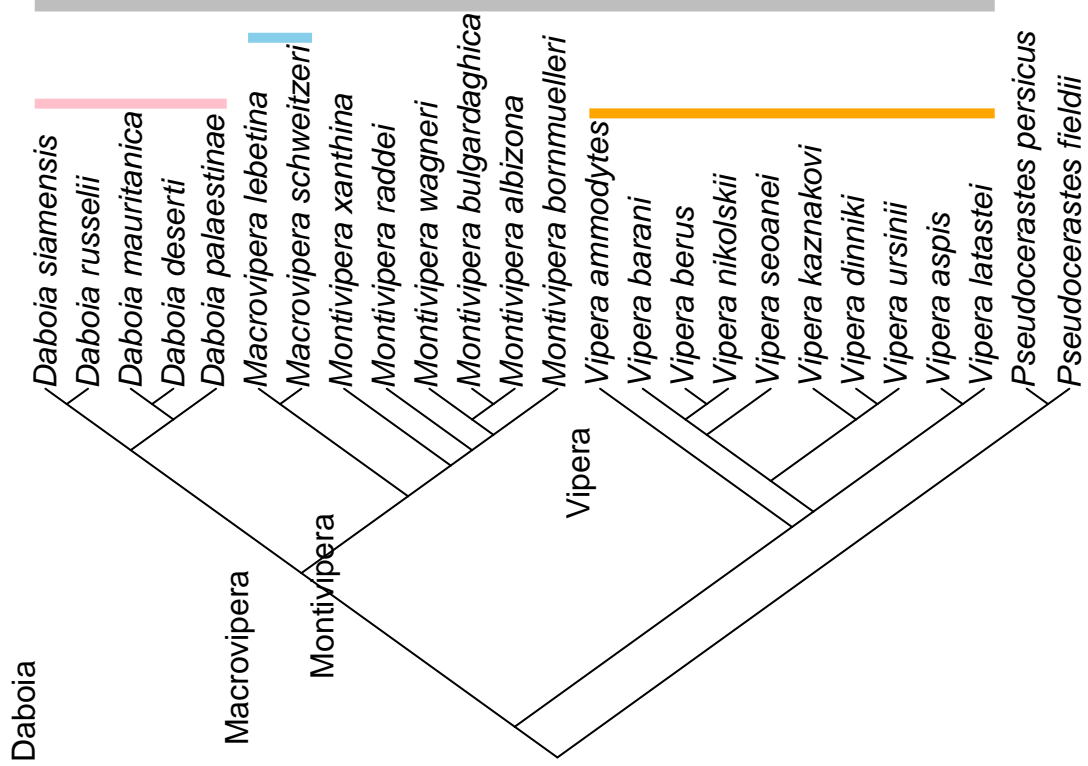 Daboia siamensis
Daboia russelii
Daboia mauritanica
Daboia deserti
Daboia palaestinae
Macrovipera lebetina
Macrovipera schweitzeri
Montivipera xanthina
Montivipera raddei
Montivipera wagneri
Montivipera bulgardaghica
Montivipera albizona
Montivipera bornmuelleri
Vipera ammodytes
Vipera barani
Vipera berus
Vipera nikolskii
Vipera seoanei
Vipera kaznakovi
Vipera dinniki
Vipera ursinii
Vipera aspis
Vipera latastei
Pseudocerastes persicus
Pseudocerastes fieldii
Daboia
Macrovipera
Montivipera
Vipera